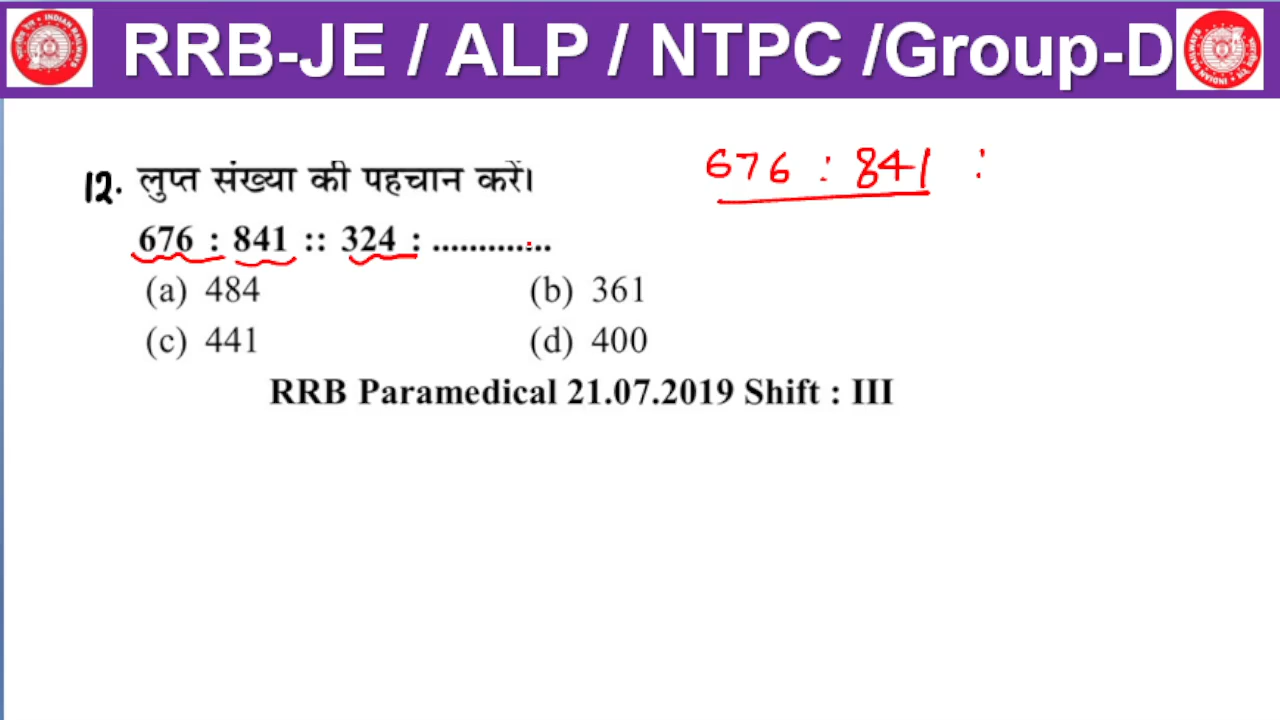 RRB-JE / ALP / NTPC /Group-D
12. लुप्त संख्या की पहचान करें।
676 : 841 :
676 : 841 :: 324 : .............
(a) 484 (b) 361
(c) 441 (d) 400
RRB Paramedical 21.07.2019 Shift : III